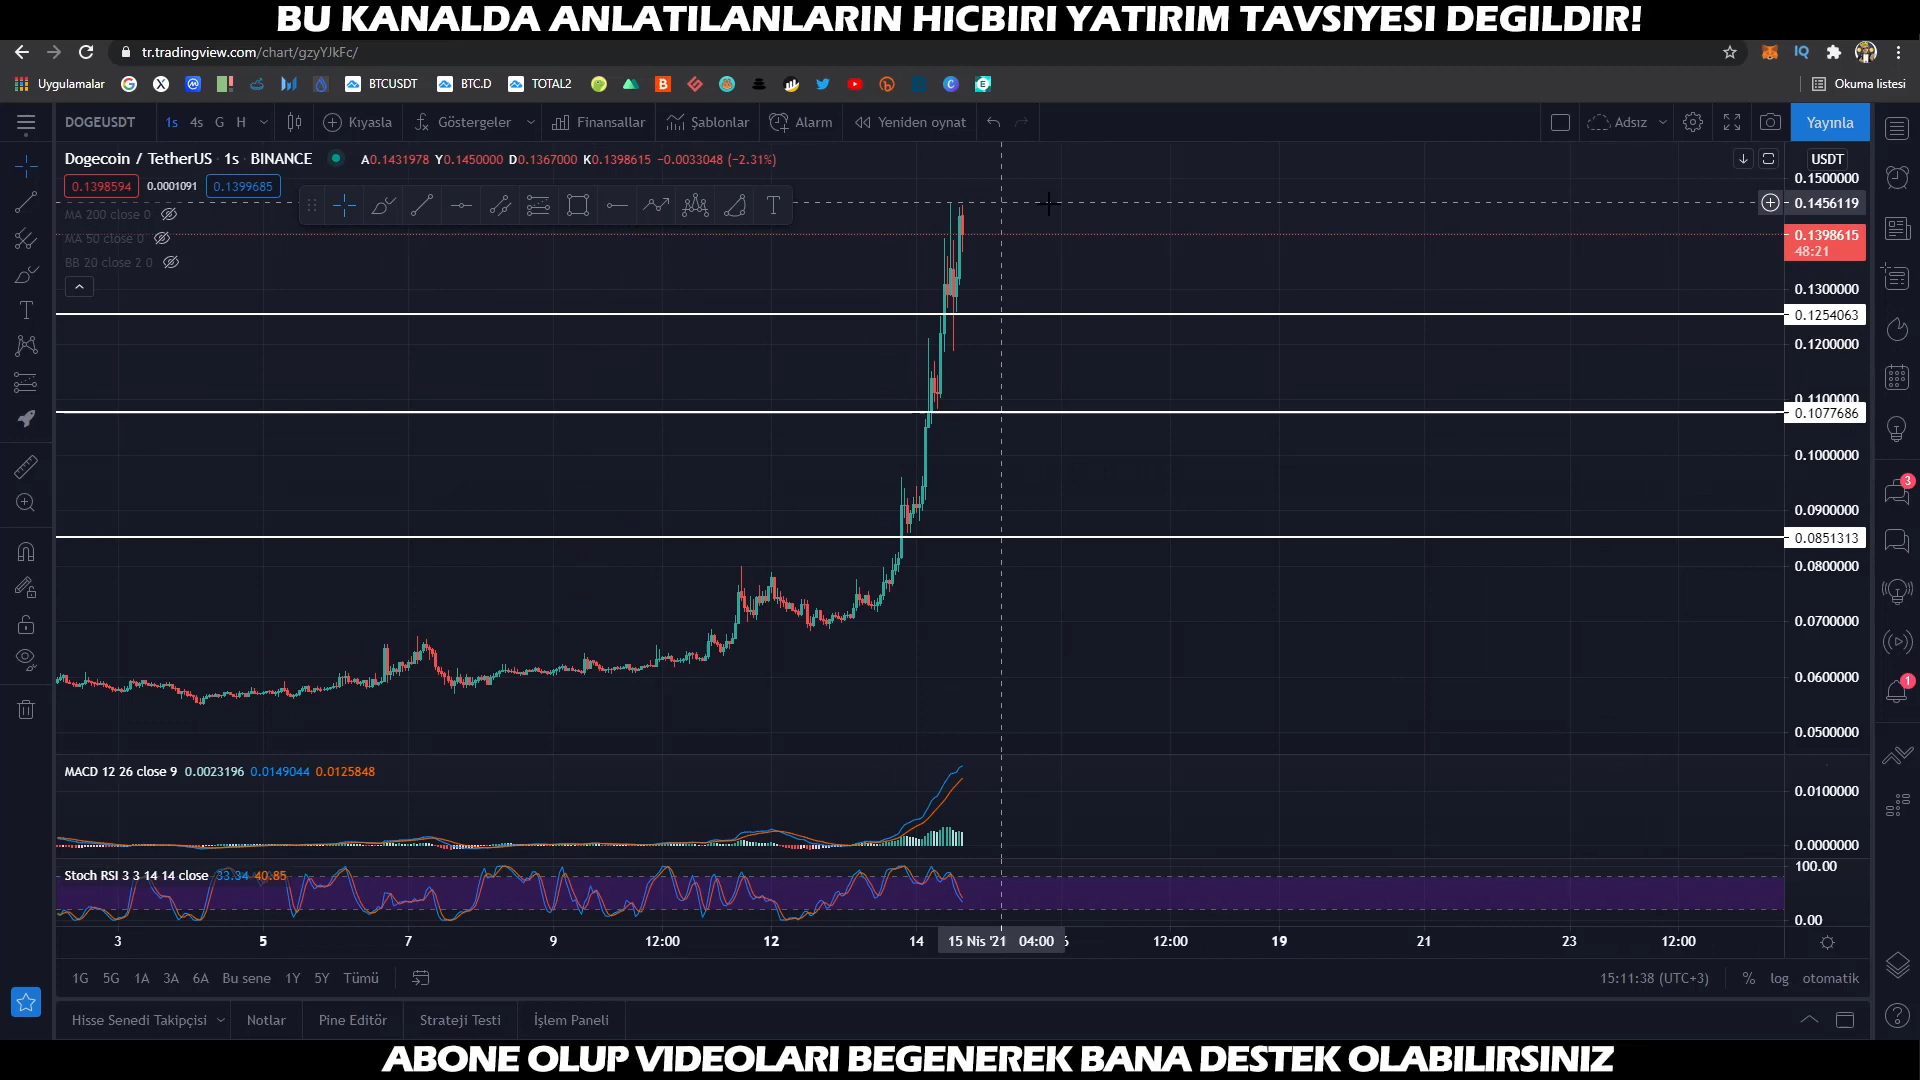 BU KANALDA ANLATILANLARIN HICBIRI YATIRIM TAVSIYESI DEGILDIR!
tr.tradingview.com/chart/gzyYJkFc/
Uygulamalar BTCUSDT BTC.D TOTAL2 Okuma listesi
DOGEUSDT 1s 4s G H Kıyasla Göstergeler Finansallar Şablonlar Alarm Yeniden oynat Adsız Yayınla
Dogecoin / TetherUS · 1s · BINANCE A0.1431978 Y0.1450000 D0.1367000 K0.1398615 −0.0033048 (−2.31%) USDT
0.1398594 0.0001091 0.1399685
MA 200 close 0
MA 50 close 0
BB 20 close 2 0
0.1500000
0.1456119
0.1398615
48:21
0.1300000
0.1254063
0.1200000
0.1100000
0.1077686
0.1000000
0.0900000
0.0851313
0.0800000
0.0700000
0.0600000
0.0500000
3
1
MACD 12 26 close 9 0.0023196 0.0149044 0.0125848
0.0100000
0.0000000
Stoch RSI 3 3 14 14 close 33.34 40.85
100.00
0.00
3 5 7 9 12:00 12 14 15 Nis '21 04:00 12:00 19 21 23 12:00
1G 5G 1A 3A 6A Bu sene 1Y 5Y Tümü 15:11:38 (UTC+3) % log otomatik
Hisse Senedi Takipçisi Notlar Pine Editör Strateji Testi İşlem Paneli
ABONE OLUP VIDEOLARI BEGENEREK BANA DESTEK OLABILIRSINIZ